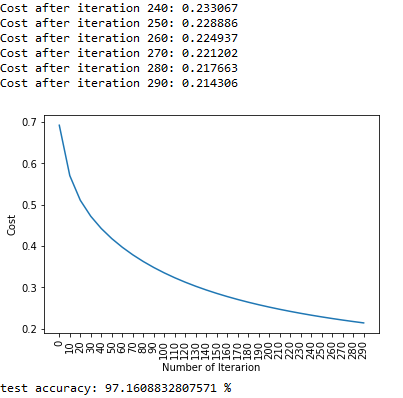 Cost after iteration 240: 0.233067
Cost after iteration 250: 0.228886
Cost after iteration 260: 0.224937
Cost after iteration 270: 0.221202
Cost after iteration 280: 0.217663
Cost after iteration 290: 0.214306
0.7
0.6
0.5
0.4
0.3
0.2
Cost
0 10 20 30 40 50 60 70 80 90 100 110 120 130 140 150 160 170 180 190 200 210 220 230 240 250 260 270 280 290
Number of Iterarion
test accuracy: 97.1608832807571 %